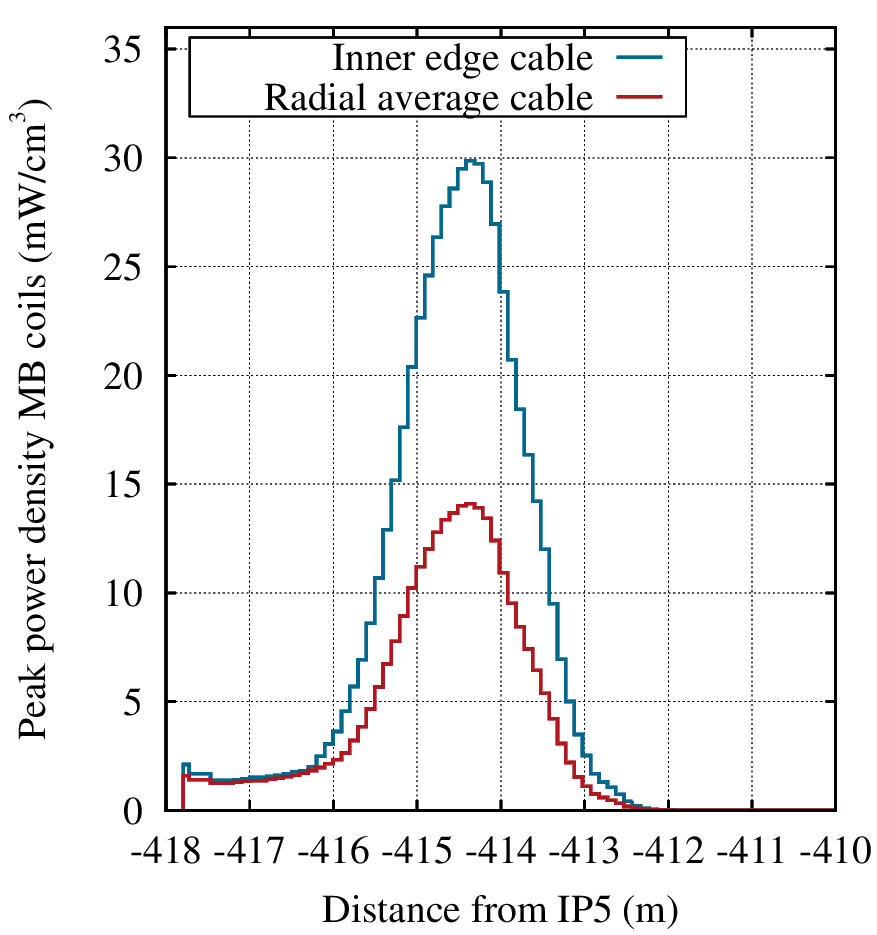 Inner edge cable
Radial average cable
35
30
25
20
15
10
5
0
Peak power density MB coils (mW/cm³)
-418 -417 -416 -415 -414 -413 -412 -411 -410
Distance from IP5 (m)